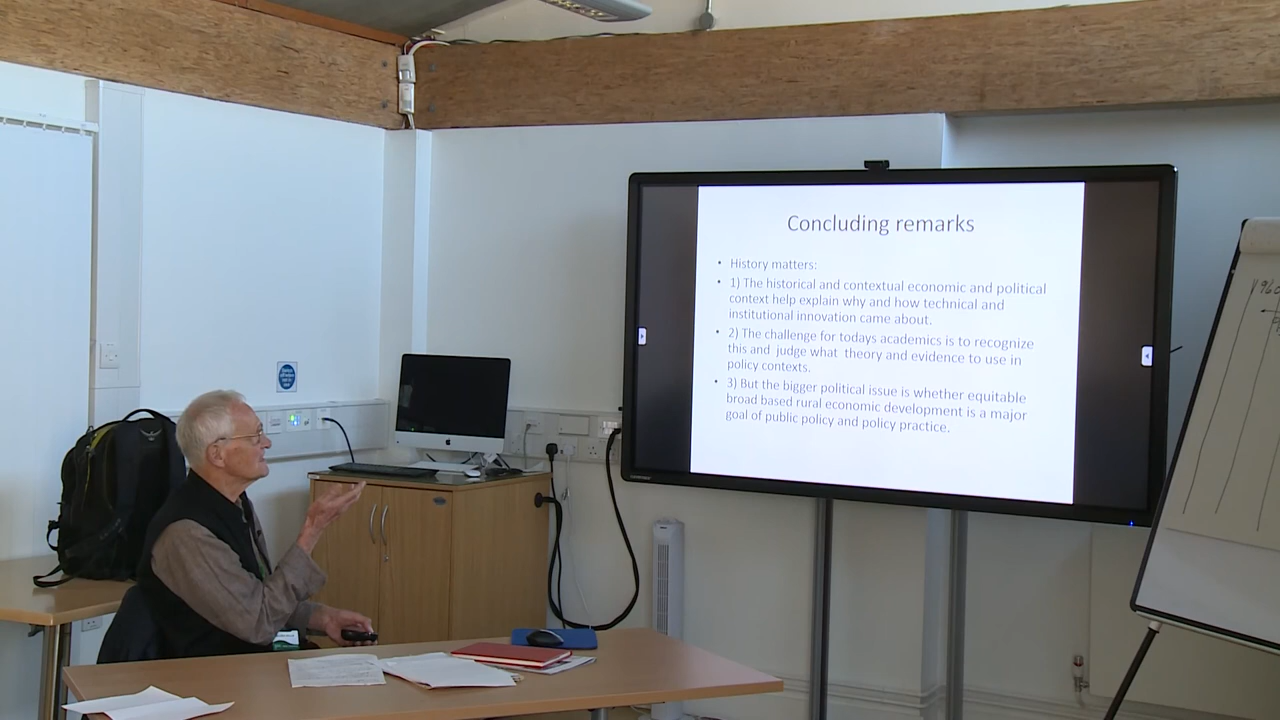 Concluding remarks
• History matters:
• 1) The historical and contextual economic and political
context help explain why and how technical and
institutional innovation came about.
• 2) The challenge for todays academics is to recognize
this and judge what theory and evidence to use in
policy contexts.
• 3) But the bigger political issue is whether equitable
broad based rural economic development is a major
goal of public policy and policy practice.